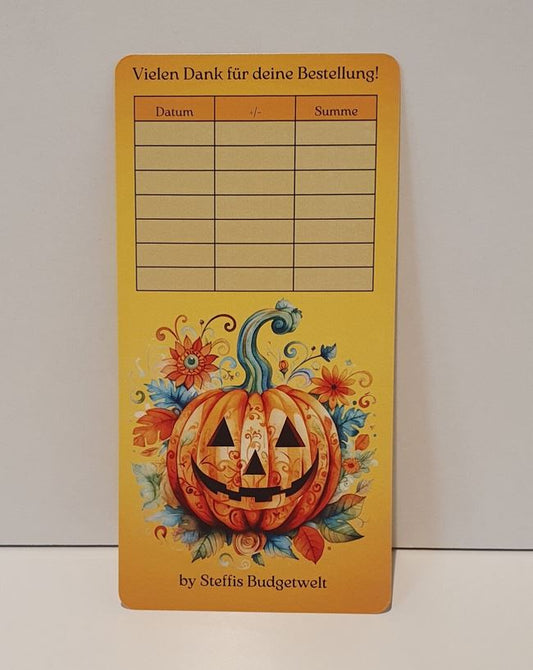 Vielen Dank für deine Bestellung!
Datum +/- Summe
by Steffis Budgetwelt